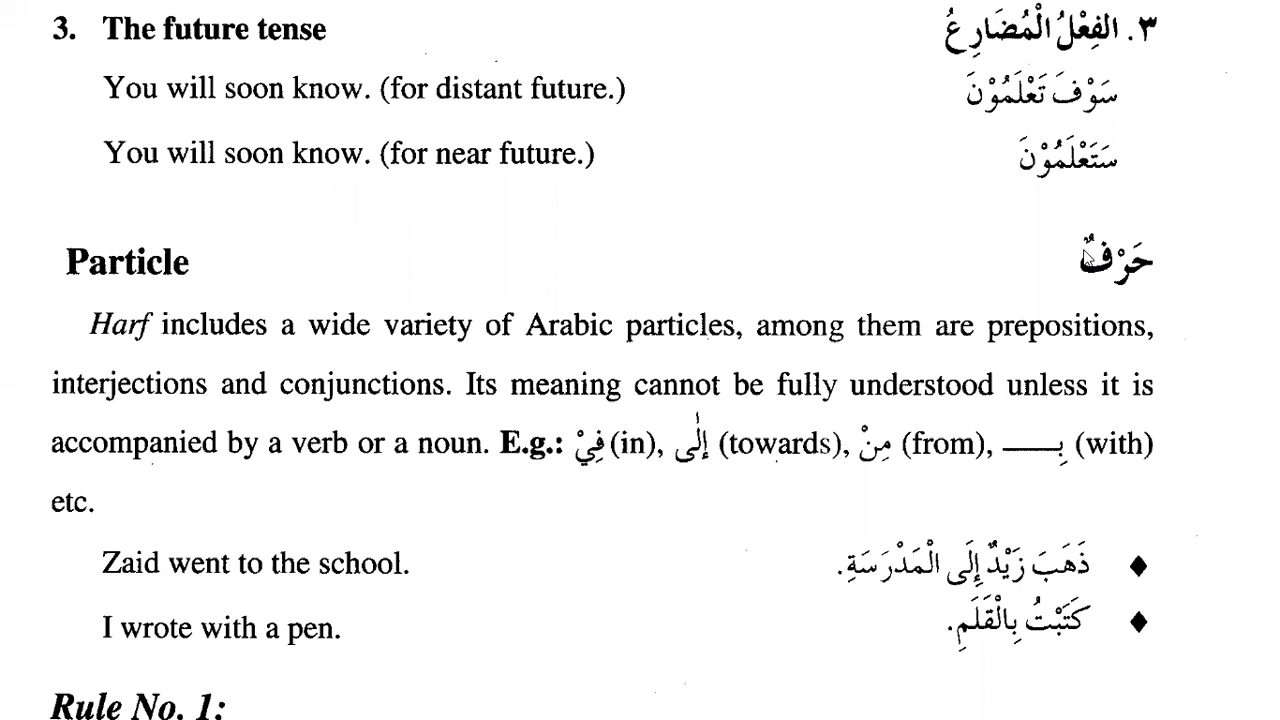 3. The future tense ٣. الفِعْلُ الْمُضَارِعُ
You will soon know. (for distant future.) سَوْفَ تَعْلَمُوْنَ
You will soon know. (for near future.) سَتَعْلَمُوْنَ
Particle حَرْفٌ
Harf includes a wide variety of Arabic particles, among them are prepositions,
interjections and conjunctions. Its meaning cannot be fully understood unless it is
accompanied by a verb or a noun. E.g.: فِيْ (in), إِلٰى (towards), مِنْ (from), بِـــــ (with)
etc.
Zaid went to the school. ذَهَبَ زَيْدٌ إِلَى الْمَدْرَسَةِ. ♦
I wrote with a pen. كَتَبْتُ بِالْقَلَمِ. ♦
Rule No. 1: